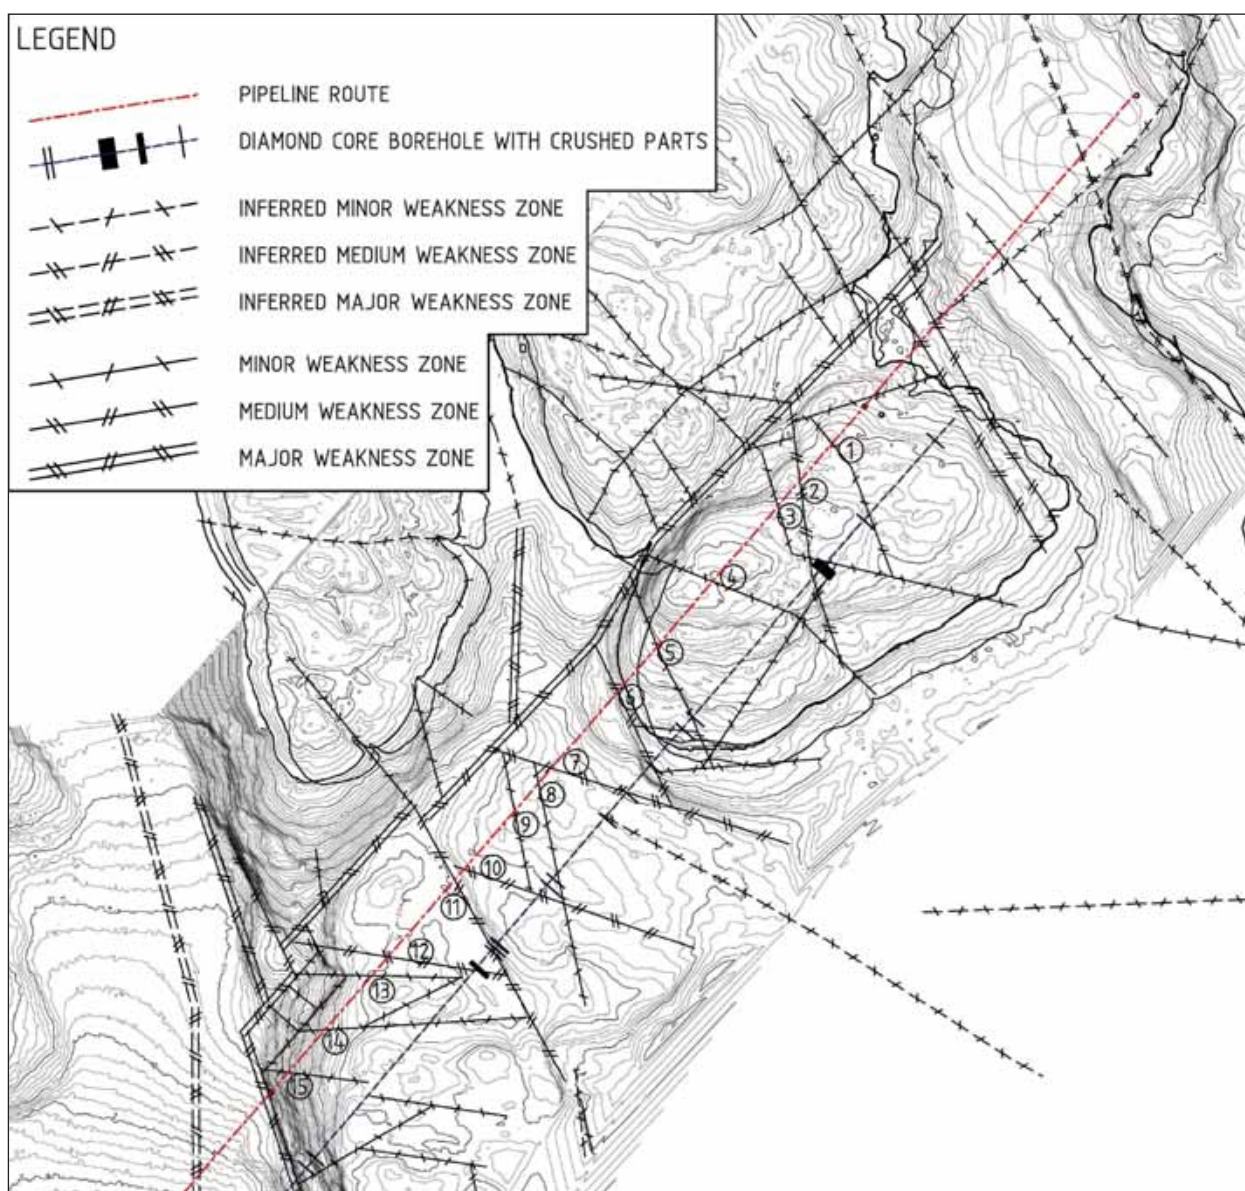 LEGEND
PIPELINE ROUTE
DIAMOND CORE BOREHOLE WITH CRUSHED PARTS
INFERRED MINOR WEAKNESS ZONE
INFERRED MEDIUM WEAKNESS ZONE
INFERRED MAJOR WEAKNESS ZONE
MINOR WEAKNESS ZONE
MEDIUM WEAKNESS ZONE
MAJOR WEAKNESS ZONE
1
2
3
4
5
6
7
8
9
10
11
12
13
14
15